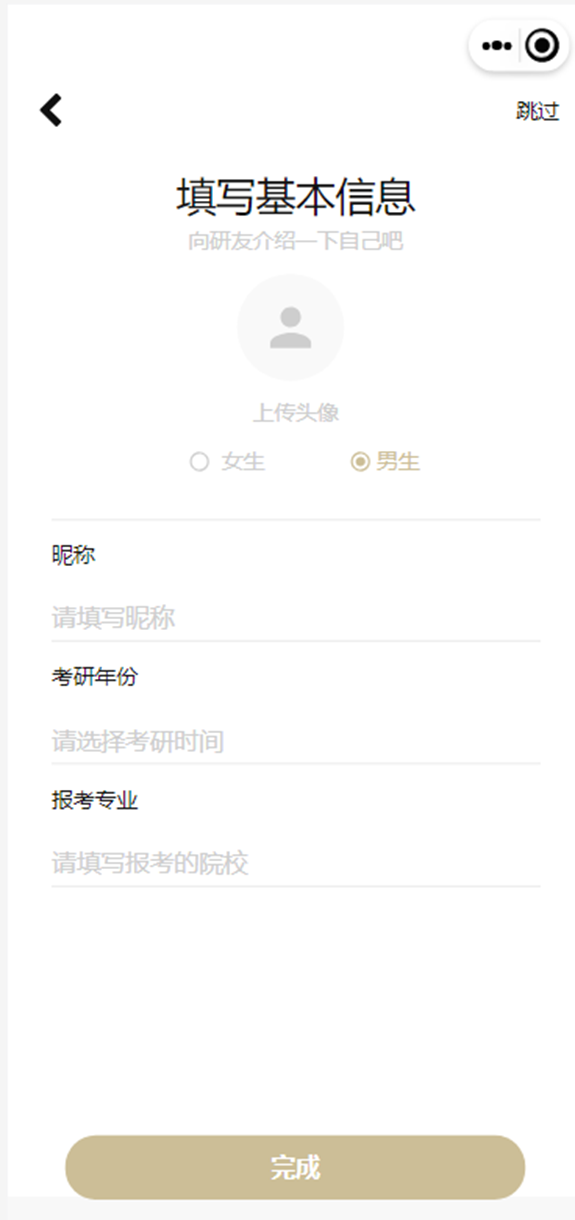 跳过
填写基本信息
向研友介绍一下自己吧
上传头像
女生 男生
昵称
请填写昵称
考研年份
请选择考研时间
报考专业
请填写报考的院校
完成